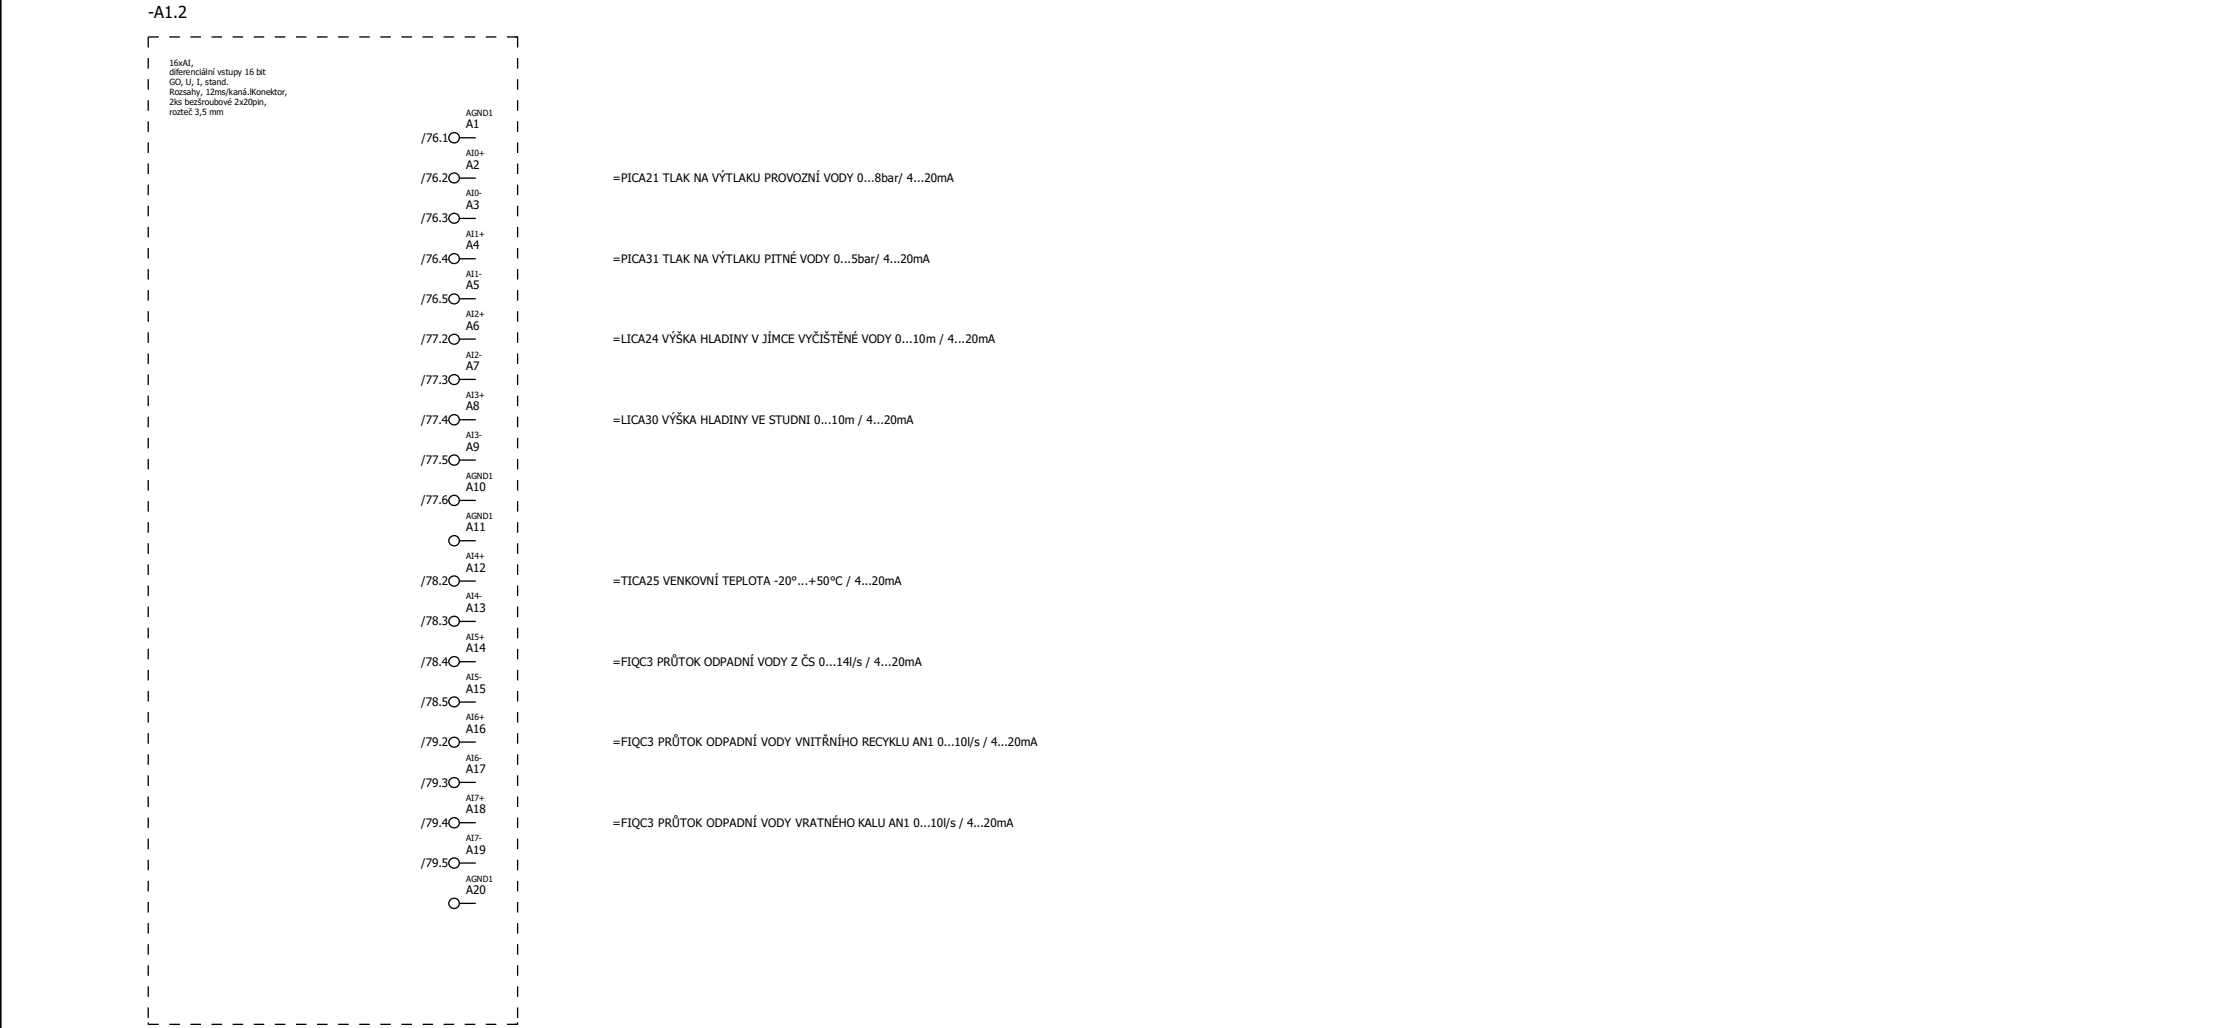 -A1.2
16xAI,
diferenciální vstupy 16 bit
GO, U, I, stand.
Rozsahy, 12ms/kaná.lKonektor,
2ks bezšroubové 2x20pin,
rozteč 3,5 mm
AGND1
A1
/76.1
AI0+
A2
/76.2
=PICA21 TLAK NA VÝTLAKU PROVOZNÍ VODY 0...8bar/ 4...20mA
AI0-
A3
/76.3
AI1+
A4
/76.4
=PICA31 TLAK NA VÝTLAKU PITNÉ VODY 0...5bar/ 4...20mA
AI1-
A5
/76.5
AI2+
A6
/77.2
=LICA24 VÝŠKA HLADINY V JÍMCE VYČIŠTĚNÉ VODY 0...10m / 4...20mA
AI2-
A7
/77.3
AI3+
A8
/77.4
=LICA30 VÝŠKA HLADINY VE STUDNI 0...10m / 4...20mA
AI3-
A9
/77.5
AGND1
A10
/77.6
AGND1
A11
AI4+
A12
/78.2
=TICA25 VENKOVNÍ TEPLOTA -20°...+50°C / 4...20mA
AI4-
A13
/78.3
AI5+
A14
/78.4
=FIQC3 PRŮTOK ODPADNÍ VODY Z ČS 0...14l/s / 4...20mA
AI5-
A15
/78.5
AI6+
A16
/79.2
=FIQC3 PRŮTOK ODPADNÍ VODY VNITŘNÍHO RECYKLU AN1 0...10l/s / 4...20mA
AI6-
A17
/79.3
AI7+
A18
/79.4
=FIQC3 PRŮTOK ODPADNÍ VODY VRATNÉHO KALU AN1 0...10l/s / 4...20mA
AI7-
A19
/79.5
AGND1
A20